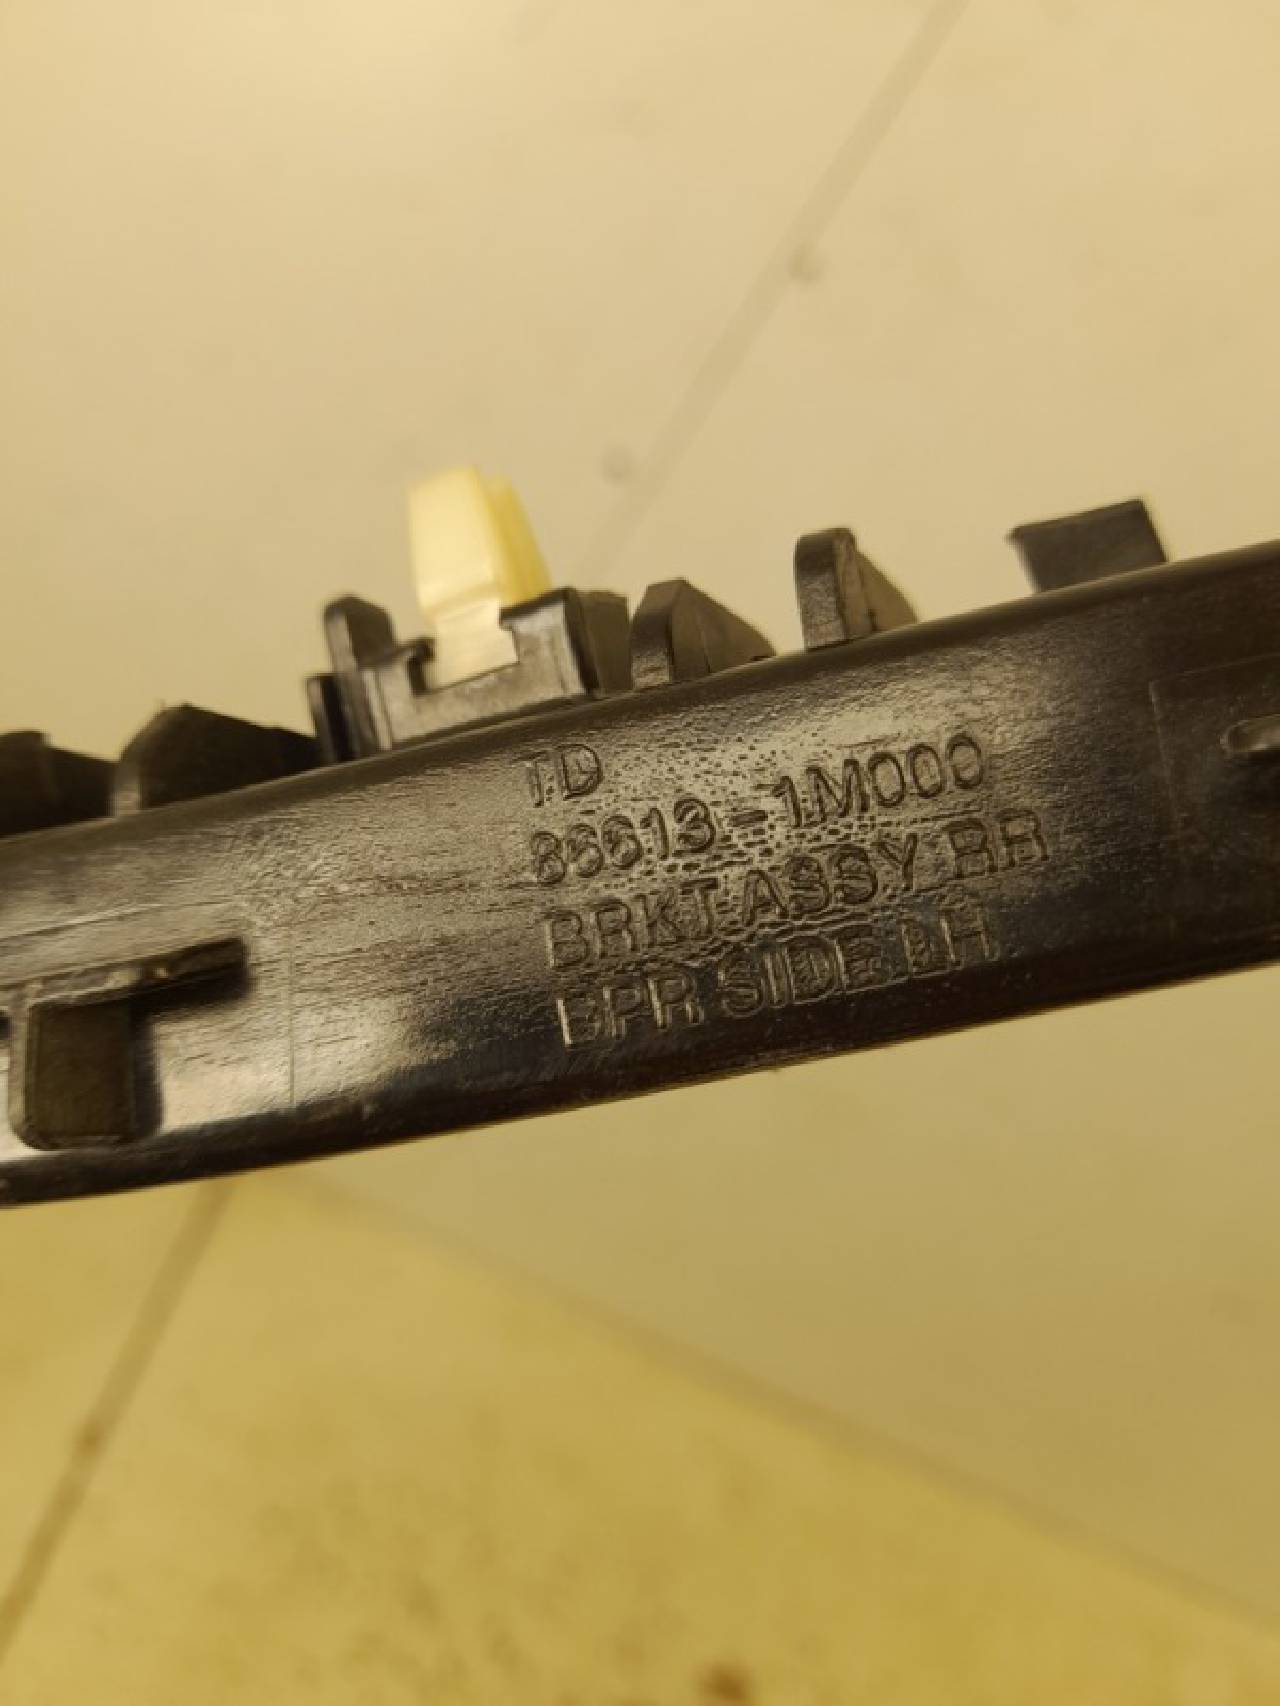 TD
86613-1M000
BRKT ASSY RR
BPR SIDE LH